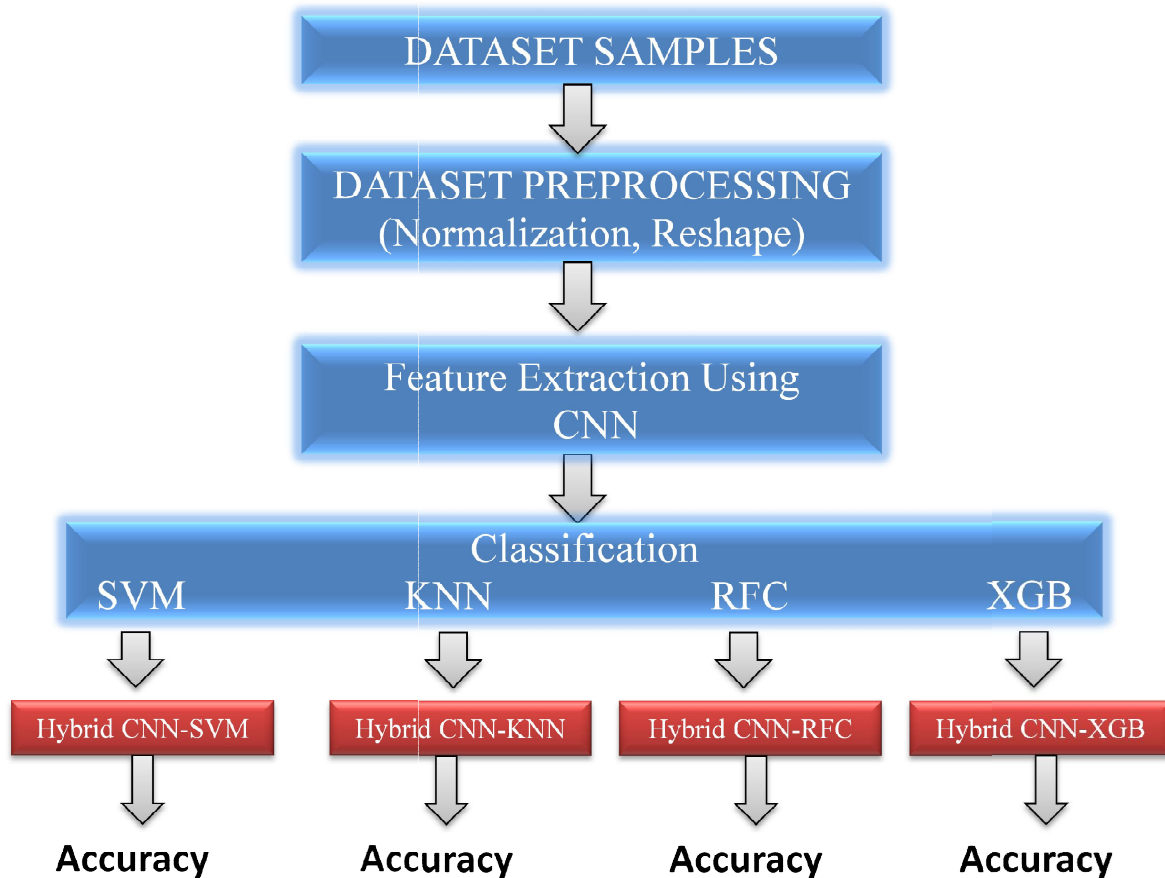 DATASET SAMPLES
DATASET PREPROCESSING
(Normalization, Reshape)
Feature Extraction Using
CNN
Classification
SVM KNN RFC XGB
Hybrid CNN-SVM Hybrid CNN-KNN Hybrid CNN-RFC Hybrid CNN-XGB
Accuracy Accuracy Accuracy Accuracy